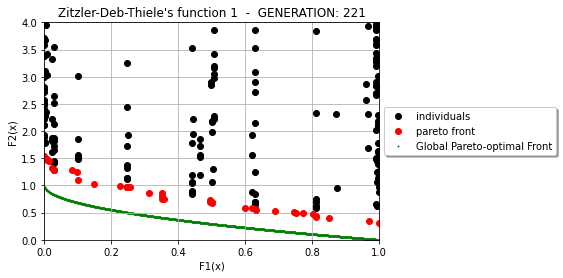 Zitzler-Deb-Thiele's function 1 - GENERATION: 221
4.0
3.5
3.0
2.5
2.0
1.5
1.0
0.5
0.0
F2(x)
0.0 0.2 0.4 0.6 0.8 1.0
F1(x)
individuals
pareto front
Global Pareto-optimal Front